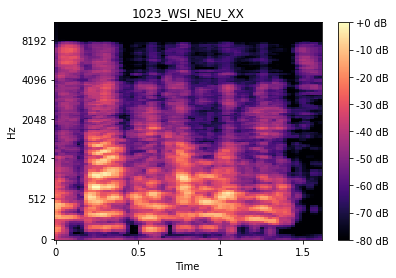 1023_WSI_NEU_XX
8192
4096
2048
1024
512
0
Hz
0
0.5
1
1.5
Time
+0 dB
-10 dB
-20 dB
-30 dB
-40 dB
-50 dB
-60 dB
-70 dB
-80 dB